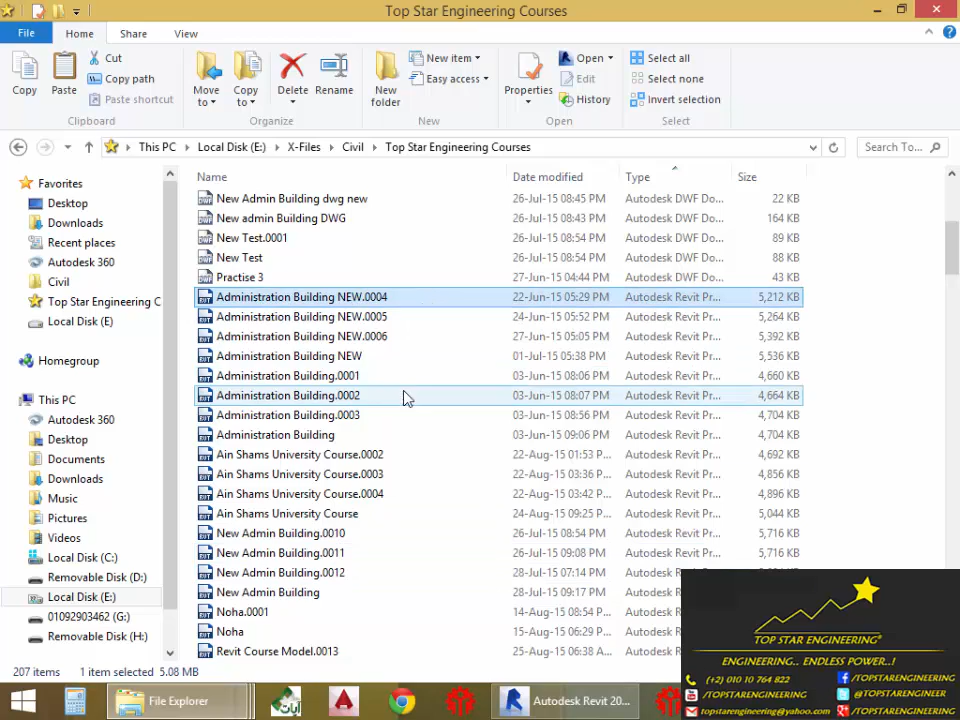 Top Star Engineering Courses
File Home Share View
Copy Paste Cut Copy path Paste shortcut Clipboard
Move to Copy to Delete Rename Organize
New folder New item Easy access New
Properties Open Edit History Open
Select all Select none Invert selection Select
This PC Local Disk (E:) X-Files Civil Top Star Engineering Courses Search To...
Name Date modified Type Size
Favorites
Desktop
Downloads
Recent places
Autodesk 360
Civil
Top Star Engineering C
Local Disk (E)
Homegroup
This PC
Autodesk 360
Desktop
Documents
Downloads
Music
Pictures
Videos
Local Disk (C:)
Removable Disk (D:)
Local Disk (E:)
01092903462 (G:)
Removable Disk (H:)
New Admin Building dwg new 26-Jul-15 08:45 PM Autodesk DWF Do... 22 KB
New admin Building DWG 26-Jul-15 08:43 PM Autodesk DWF Do... 164 KB
New Test.0001 26-Jul-15 08:54 PM Autodesk DWF Do... 89 KB
New Test 26-Jul-15 08:54 PM Autodesk DWF Do... 88 KB
Practise 3 27-Jun-15 04:44 PM Autodesk DWF Do... 43 KB
Administration Building NEW.0004 22-Jun-15 05:29 PM Autodesk Revit Pr... 5,212 KB
Administration Building NEW.0005 24-Jun-15 05:52 PM Autodesk Revit Pr... 5,264 KB
Administration Building NEW.0006 27-Jun-15 05:05 PM Autodesk Revit Pr... 5,392 KB
Administration Building NEW 01-Jul-15 05:38 PM Autodesk Revit Pr... 5,536 KB
Administration Building.0001 03-Jun-15 08:06 PM Autodesk Revit Pr... 4,660 KB
Administration Building.0002 03-Jun-15 08:07 PM Autodesk Revit Pr... 4,664 KB
Administration Building.0003 03-Jun-15 08:56 PM Autodesk Revit Pr... 4,704 KB
Administration Building 03-Jun-15 09:06 PM Autodesk Revit Pr... 4,704 KB
Ain Shams University Course.0002 22-Aug-15 01:53 P... Autodesk Revit Pr... 4,692 KB
Ain Shams University Course.0003 22-Aug-15 03:36 P... Autodesk Revit Pr... 4,856 KB
Ain Shams University Course.0004 22-Aug-15 03:42 P... Autodesk Revit Pr... 4,896 KB
Ain Shams University Course 24-Aug-15 09:25 P... Autodesk Revit Pr... 5,044 KB
New Admin Building.0010 26-Jul-15 08:54 PM Autodesk Revit Pr... 5,716 KB
New Admin Building.0011 26-Jul-15 09:08 PM Autodesk Revit Pr... 5,716 KB
New Admin Building.0012 28-Jul-15 07:14 PM Autodesk Revit
New Admin Building 28-Jul-15 09:17 PM Autodesk Revit
Noha.0001 14-Aug-15 08:54 P... Autodesk Revit
Noha 15-Aug-15 06:29 P... Autodesk Revit
Revit Course Model.0013 25-Aug-15 06:38 A... Autodesk Revit
207 items 1 item selected 5.08 MB
File Explorer Autodesk Revit 20...
TOP STAR ENGINEERING®
ENGINEERING.. ENDLESS POWER..!
(+2) 010 10 764 822 /TOPSTARENGINEERING
/TOPSTARENGINEERING @TOPSTARENGINEER
topstarengineering@yahoo.com /TOPSTARENGINEERING